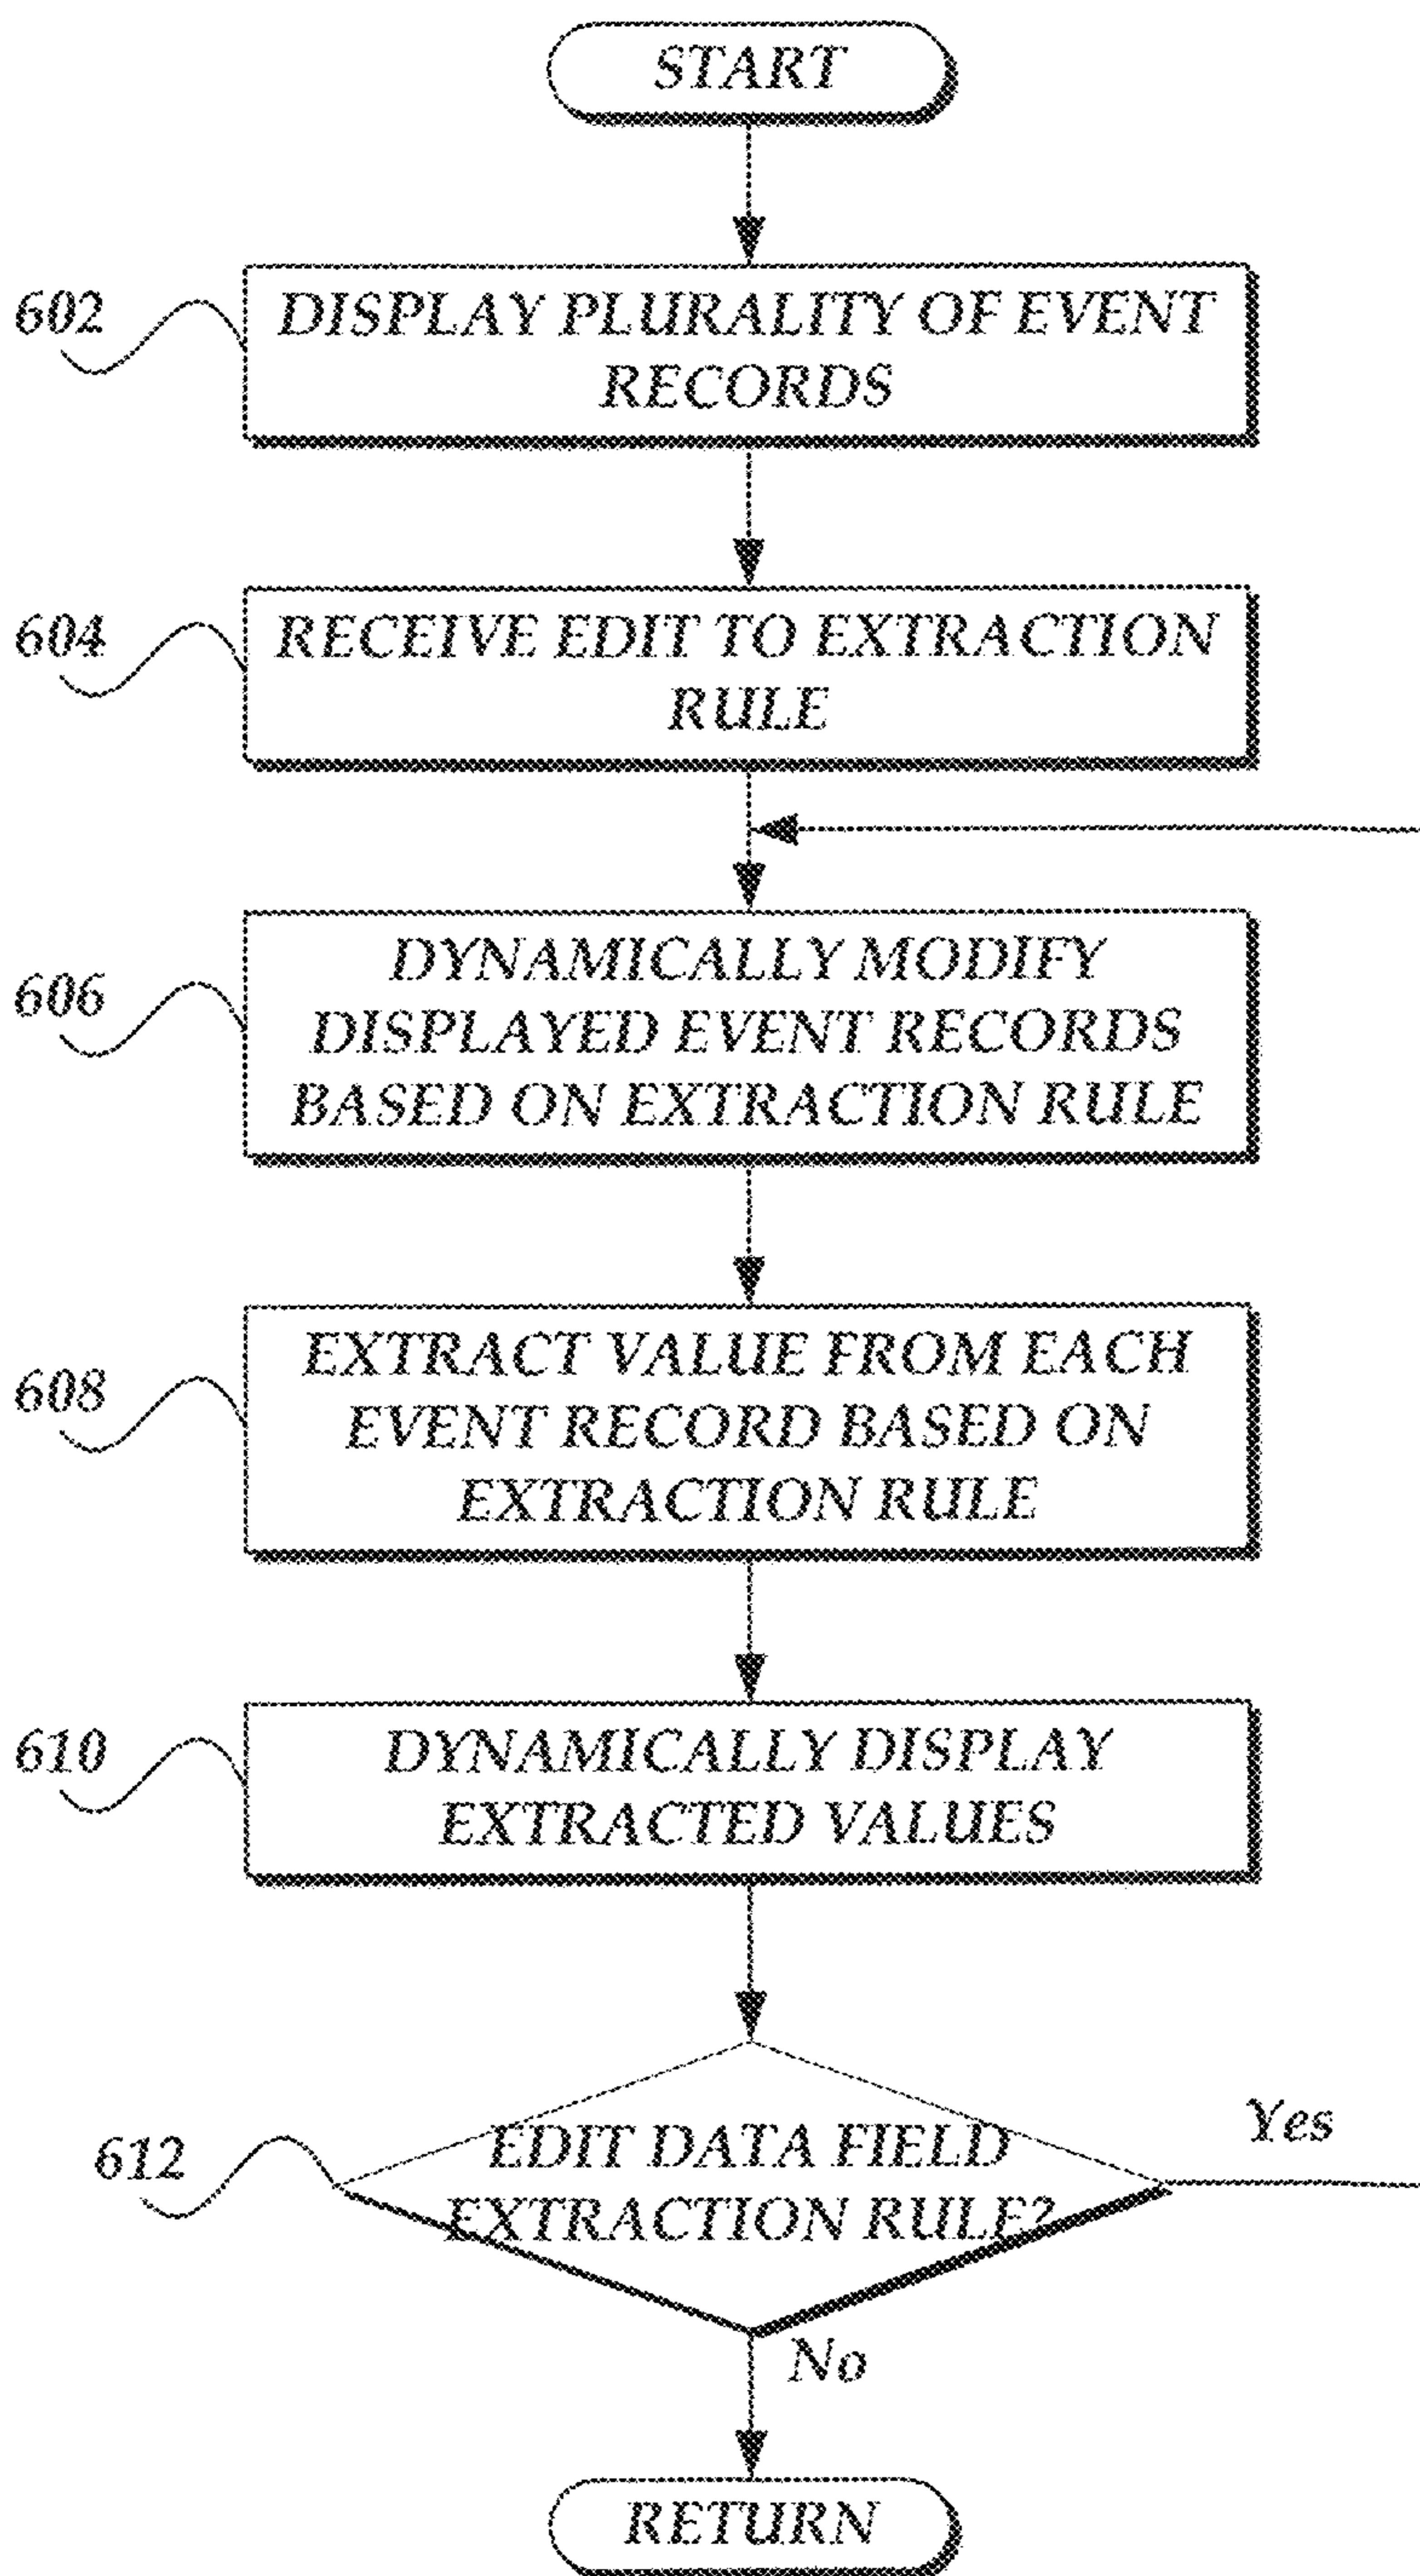 START
602
DISPLAY PLURALITY OF EVENT
RECORDS
604
RECEIVE EDIT TO EXTRACTION
RULE
606
DYNAMICALLY MODIFY
DISPLAYED EVENT RECORDS
BASED ON EXTRACTION RULE
608
EXTRACT VALUE FROM EACH
EVENT RECORD BASED ON
EXTRACTION RULE
610
DYNAMICALLY DISPLAY
EXTRACTED VALUES
612
EDIT DATA FIELD
EXTRACTION RULE?
Yes
No
RETURN